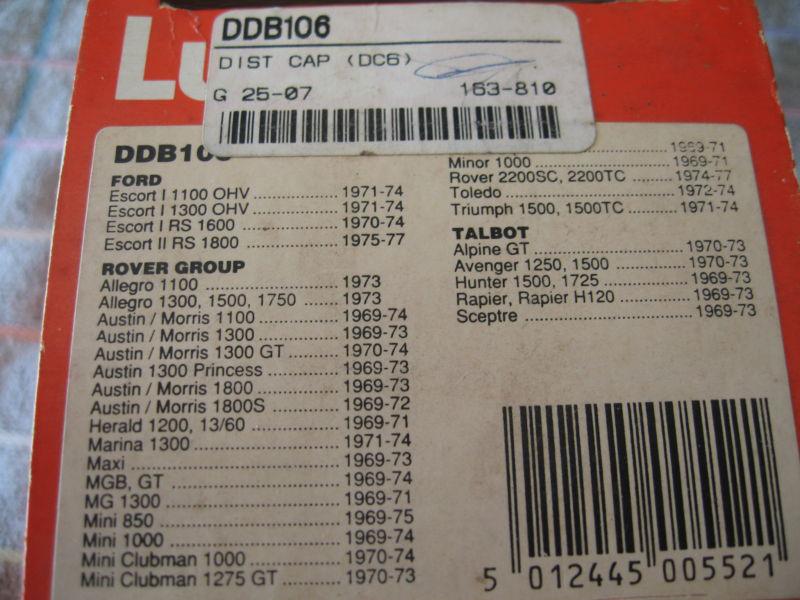 Lu
DDB106
DIST CAP (DC6)
G 25-07 153-810
DDB10
FORD
Escort I 1100 OHV 1971-74
Escort I 1300 OHV 1971-74
Escort I RS 1600 1970-74
Escort II RS 1800 1975-77
ROVER GROUP
Allegro 1100 1973
Allegro 1300, 1500, 1750 1973
Austin / Morris 1100 1969-74
Austin / Morris 1300 1969-73
Austin / Morris 1300 GT 1970-74
Austin 1300 Princess 1969-73
Austin / Morris 1800 1969-73
Austin / Morris 1800S 1969-72
Herald 1200, 13/60 1969-71
Marina 1300 1971-74
Maxi 1969-73
MGB, GT 1969-74
MG 1300 1969-71
Mini 850 1969-75
Mini 1000 1969-74
Mini Clubman 1000 1970-74
Mini Clubman 1275 GT 1970-73
1969-71
Minor 1000 1969-71
Rover 2200SC, 2200TC 1974-77
Toledo 1972-74
Triumph 1500, 1500TC 1971-74
TALBOT
Alpine GT 1970-73
Avenger 1250, 1500 1970-73
Hunter 1500, 1725 1969-73
Rapier, Rapier H120 1969-73
Sceptre 1969-73
5 012445 005521